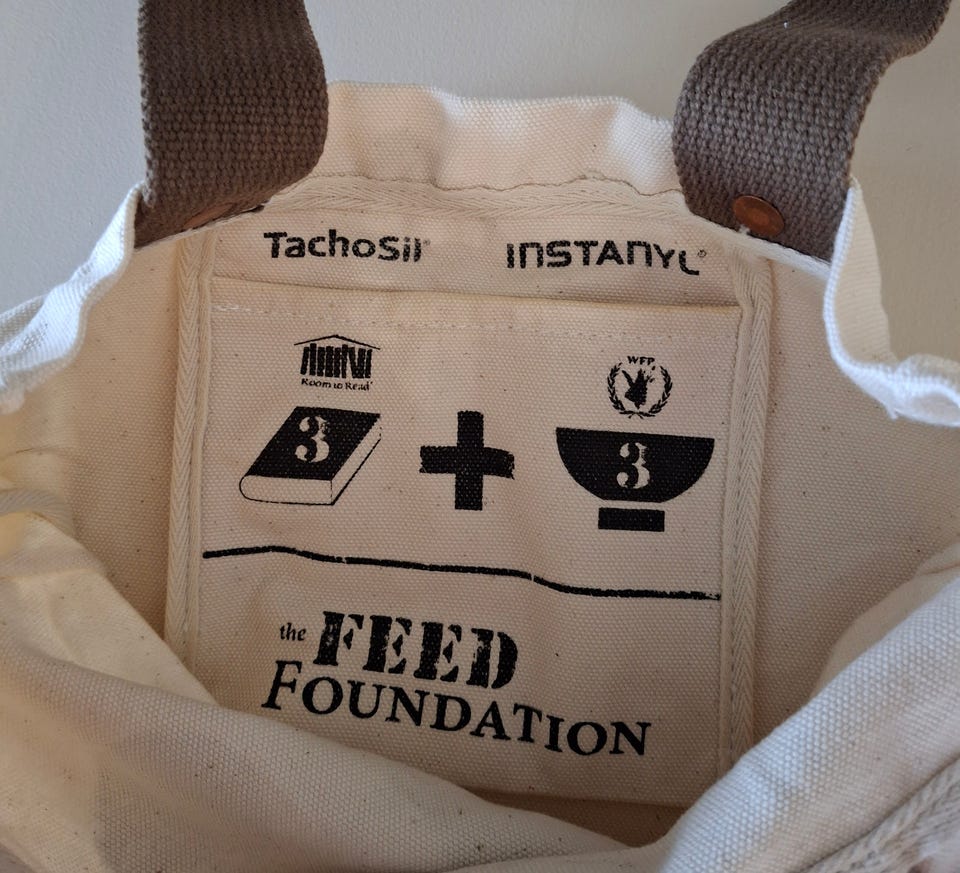 TachoSil® INSTANYL®
Room to Read®
WFP
3 + 3
the FEED
FOUNDATION